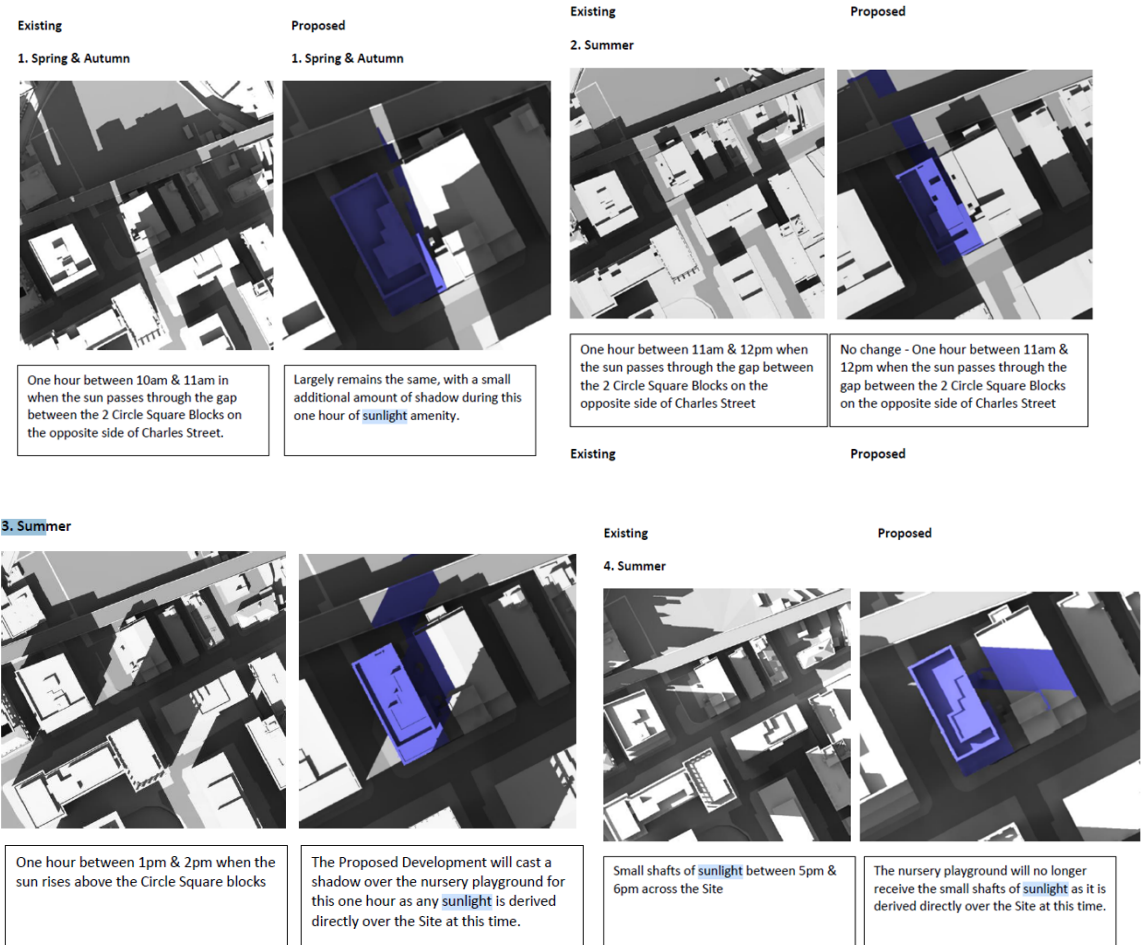 Existing
Proposed
1. Spring & Autumn
1. Spring & Autumn
One hour between 10am & 11am in
when the sun passes through the gap
between the 2 Circle Square Blocks on
the opposite side of Charles Street.
Largely remains the same, with a small
additional amount of shadow during this
one hour of sunlight amenity.
Existing
Proposed
2. Summer
One hour between 11am & 12pm when
the sun passes through the gap between
the 2 Circle Square Blocks on the
opposite side of Charles Street
No change - One hour between 11am &
12pm when the sun passes through the
gap between the 2 Circle Square Blocks
on the opposite side of Charles Street
Existing
Proposed
3. Summer
One hour between 1pm & 2pm when the
sun rises above the Circle Square blocks
The Proposed Development will cast a
shadow over the nursery playground for
this one hour as any sunlight is derived
directly over the Site at this time.
Existing
Proposed
4. Summer
Small shafts of sunlight between 5pm &
6pm across the Site
The nursery playground will no longer
receive the small shafts of sunlight as it is
derived directly over the Site at this time.